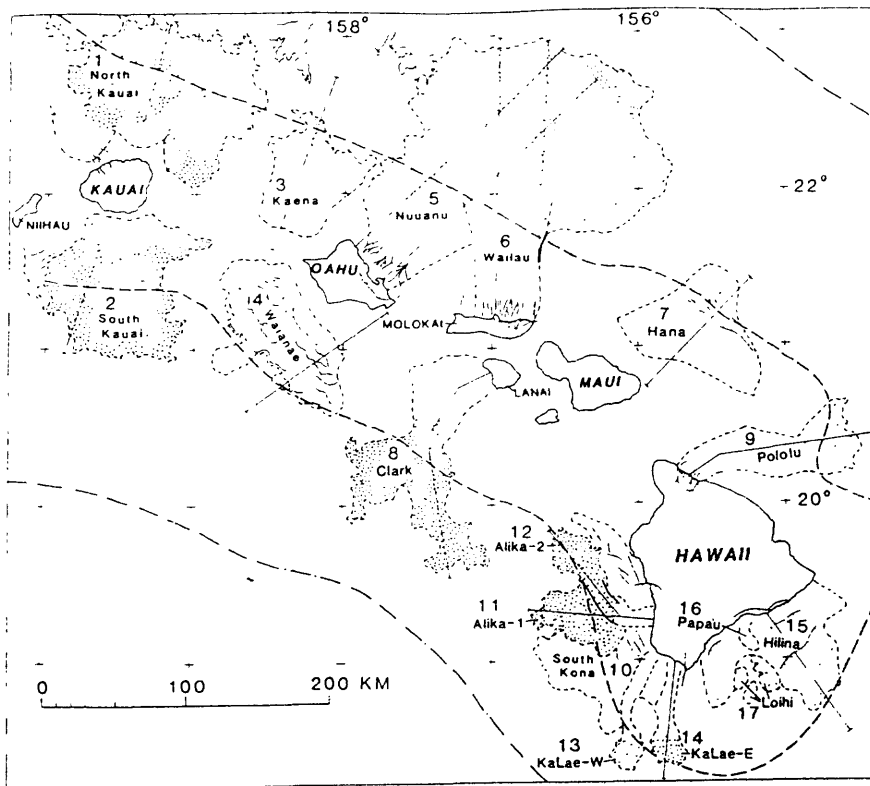 158°
156°
1
North
Kauai
KAUAI
NIIHAU
3
Kaena
5
Nuuanu
22°
6
Wailau
OAHU
2
South
Kauai
4
Waianae
MOLOKAI
7
Hana
LANAI
MAUI
8
Clark
9
Pololu
20°
12
Alika-2
HAWAII
11
Alika-1
16
Papau
15
Hilina
South
Kona
10
0 100 200 KM
17
Loihi
13
KaLae-W
14
KaLae-E